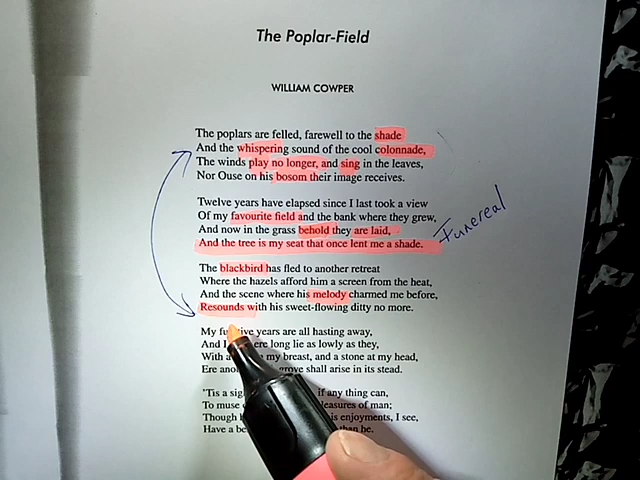 The Poplar-Field
WILLIAM COWPER
The poplars are felled, farewell to the shade
And the whispering sound of the cool colonnade,
The winds play no longer, and sing in the leaves,
Nor Ouse on his bosom their image receives.
Twelve years have elapsed since I last took a view
Of my favourite field and the bank where they grew,
And now in the grass behold they are laid,
And the tree is my seat that once lent me a shade.
Funereal
The blackbird has fled to another retreat
Where the hazels afford him a screen from the heat,
And the scene where his melody charmed me before,
Resounds with his sweet-flowing ditty no more.
My years are all hasting away,
And long lie as lowly as they,
With my breast, and a stone at my head,
Ere grove shall arise in its stead.
'Tis a if any thing can,
To muse of man;
Though enjoyments, I see,
Have a than he.